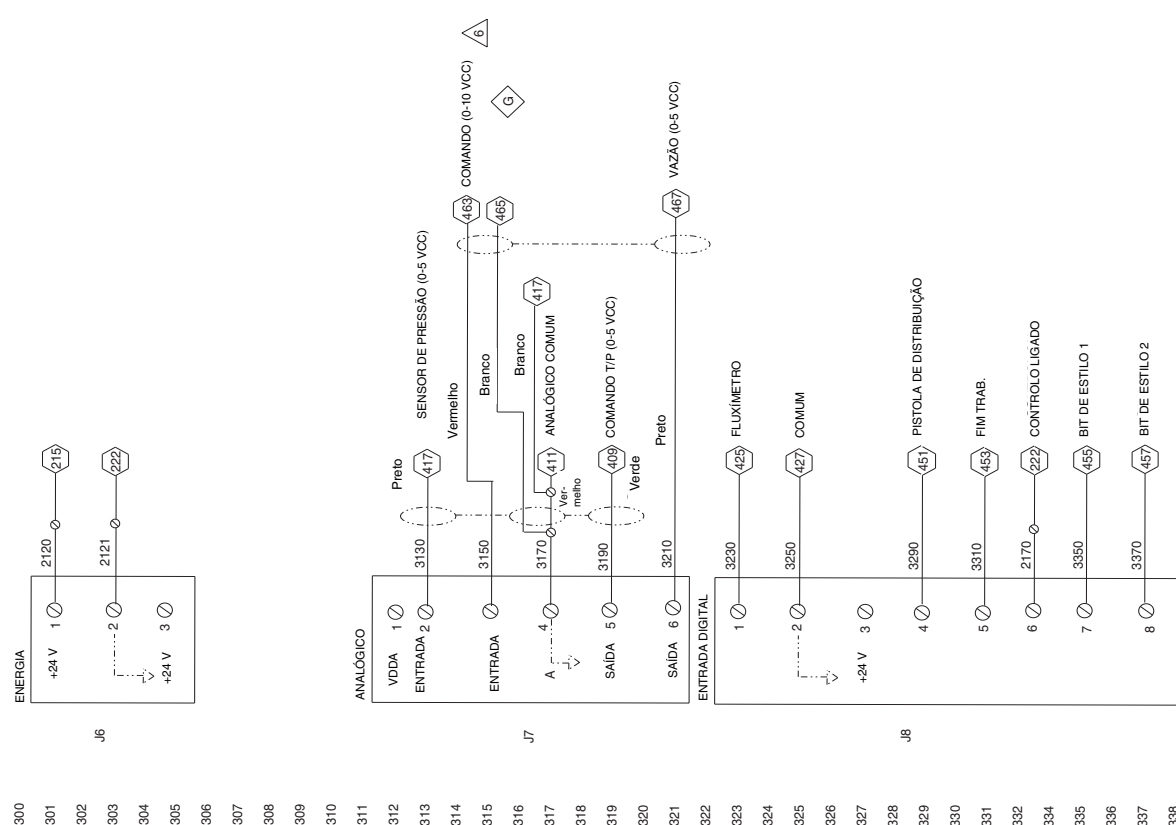 300
301
302
303
304
305
306
307
308
309
310
311
312
313
314
315
316
317
318
319
320
321
322
323
324
325
326
327
328
329
330
331
332
334
335
336
337
338
J6
ENERGIA
+24 V
1
2120
215
2
2121
222
+24 V
3
J7
ANALÓGICO
VDDA
1
ENTRADA
2
3130
Preto
417
SENSOR DE PRESSÃO (0-5 VCC)
ENTRADA
3150
Vermelho
463
COMANDO (0-10 VCC)
6
Branco
465
G
Branco
417
A
4
3170
Ver-
melho
411
ANALÓGICO COMUM
SAÍDA
5
3190
409
COMANDO T/P (0-5 VCC)
Verde
SAÍDA
6
3210
Preto
467
VAZÃO (0-5 VCC)
J8
ENTRADA DIGITAL
1
3230
425
FLUXÍMETRO
2
3250
427
COMUM
+24 V
3
4
3290
451
PISTOLA DE DISTRIBUIÇÃO
5
3310
453
FIM TRAB.
6
2170
222
CONTROLO LIGADO
7
3350
455
BIT DE ESTILO 1
8
3370
457
BIT DE ESTILO 2